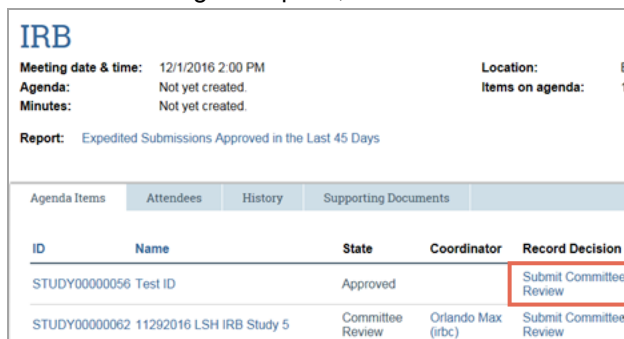 IRB
Meeting date & time: 12/1/2016 2:00 PM Location:
Agenda: Not yet created. Items on agenda:
Minutes: Not yet created.
Report: Expedited Submissions Approved in the Last 45 Days
Agenda Items Attendees History Supporting Documents
ID Name State Coordinator Record Decision
STUDY00000056 Test ID Approved Submit Committee
Review
STUDY00000062 11292016 LSH IRB Study 5 Committee Orlando Max Submit Committee
Review (irbc) Review